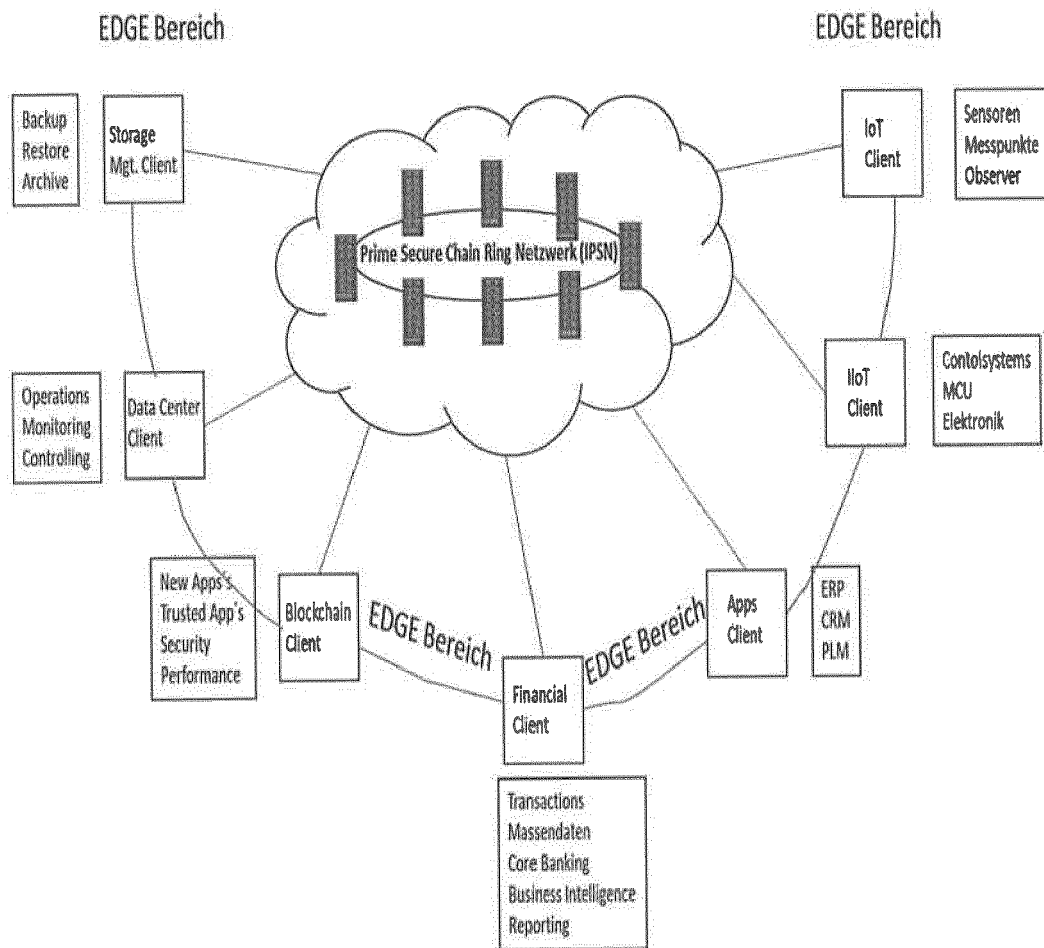 EDGE Bereich
EDGE Bereich
Backup
Restore
Archive
Storage
Mgt. Client
IoT
Client
Sensoren
Messpunkte
Observer
Prime Secure Chain Ring Netzwerk (IPSN)
Operations
Monitoring
Controlling
Data Center
Client
IIoT
Client
Contolsystems
MCU
Elektronik
New Apps´s
Trusted App´s
Security
Performance
Blockchain
Client
EDGE Bereich
EDGE Bereich
Apps
Client
ERP
CRM
PLM
Financial
Client
Transactions
Massendaten
Core Banking
Business Intelligence
Reporting